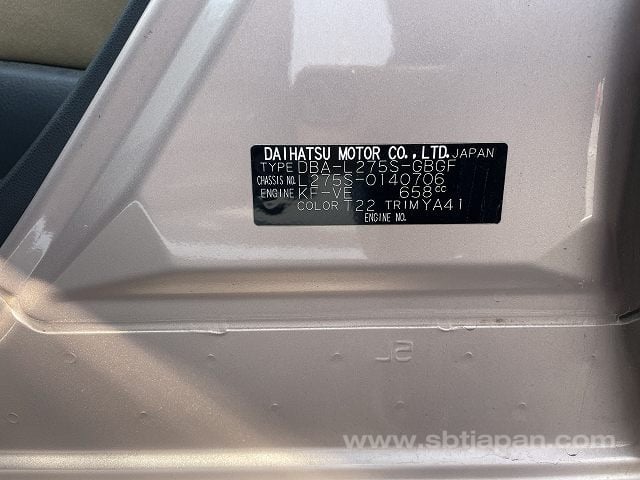 DAIHATSU MOTOR CO., LTD. JAPAN
TYPE DBA-L275S-GBGF
CHASSIS NO. L275S-0140706
ENGINE KF-VE 658cc
COLOR T22 TRIM YA41
ENGINE NO.
5L
www.sbtjapan.com